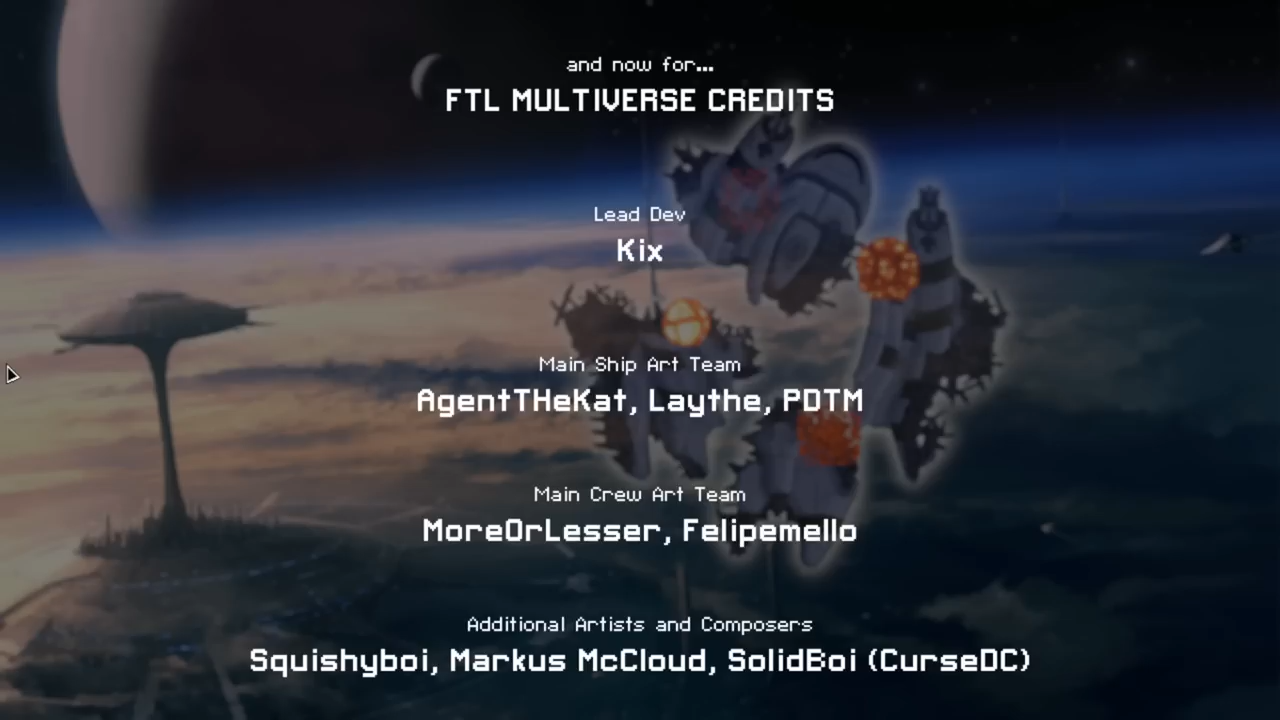 and now for...
FTL MULTIVERSE CREDITS
Lead Dev
Kix
Main Ship Art Team
AgentTHeKat, Laythe, PDTM
Main Crew Art Team
MoreOrLesser, Felipemello
Additional Artists and Composers
Squishyboi, Markus McCloud, SolidBoi (CurseDC)